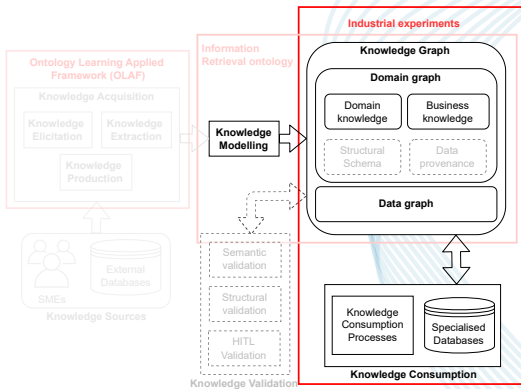 Industrial experiments
Information
Retrieval ontology
Ontology Learning Applied
Framework (OLAF)
Knowledge Acquisition
Knowledge
Elicitation
Knowledge
Extraction
Knowledge
Production
SMEs
External
Databases
Knowledge Sources
Knowledge
Modelling
Knowledge Graph
Domain graph
Domain
knowledge
Business
knowledge
Structural
Schema
Data
provenance
Data graph
Semantic
validation
Structural
validation
HITL
Validation
Knowledge Validation
Knowledge
Consumption
Processes
Specialised
Databases
Knowledge Consumption